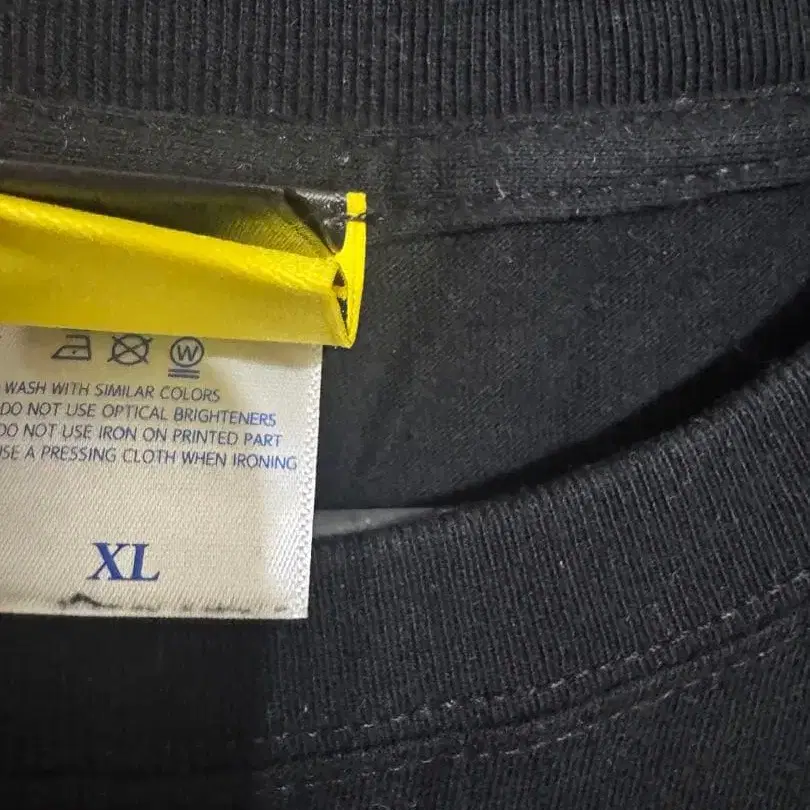 W
WASH WITH SIMILAR COLORS
DO NOT USE OPTICAL BRIGHTENERS
DO NOT USE IRON ON PRINTED PART
USE A PRESSING CLOTH WHEN IRONING
XL